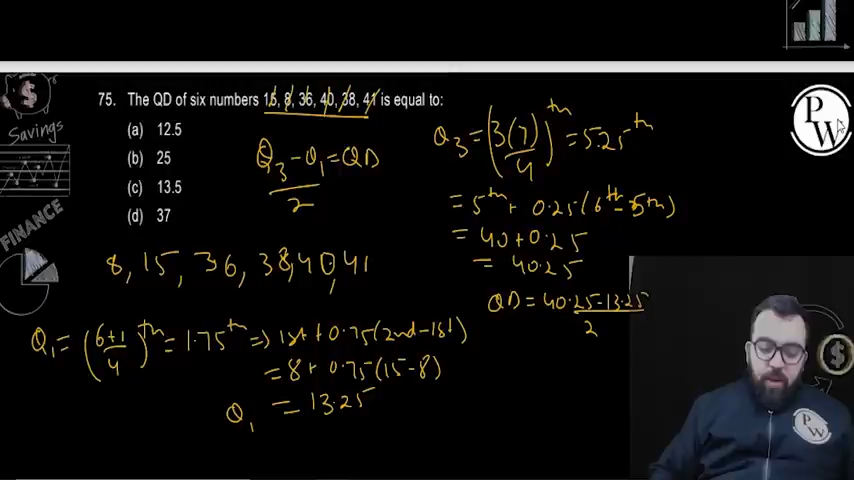 Savings
FINANCE
75. The QD of six numbers 15, 8, 36, 40, 38, 41 is equal to:
(a) 12.5
(b) 25
(c) 13.5
(d) 37
Q3 - Q1 = QD
2
8, 15, 36, 38, 40, 41
Q1 = (6+1/4)th = 1.75th => 1st + 0.75(2nd - 1st)
= 8 + 0.75(15 - 8)
Q1 = 13.25
Q3 = (3(7)/4)th = 5.25th
= 5th + 0.25(6th - 5th)
= 40 + 0.25
= 40.25
QD = 40.25 - 13.25
2
PW
PW